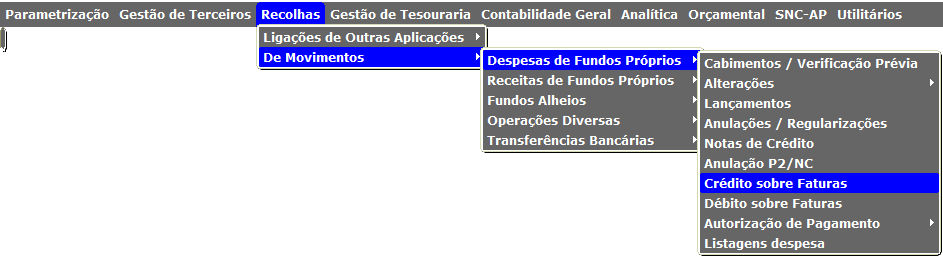 Parametrização Gestão de Terceiros Recolhas Gestão de Tesouraria Contabilidade Geral Analítica Orçamental SNC-AP Utilitários
Ligações de Outras Aplicações
De Movimentos
Despesas de Fundos Próprios
Receitas de Fundos Próprios
Fundos Alheios
Operações Diversas
Transferências Bancárias
Cabimentos / Verificação Prévia
Alterações
Lançamentos
Anulações / Regularizações
Notas de Crédito
Anulação P2/NC
Crédito sobre Faturas
Débito sobre Faturas
Autorização de Pagamento
Listagens despesa